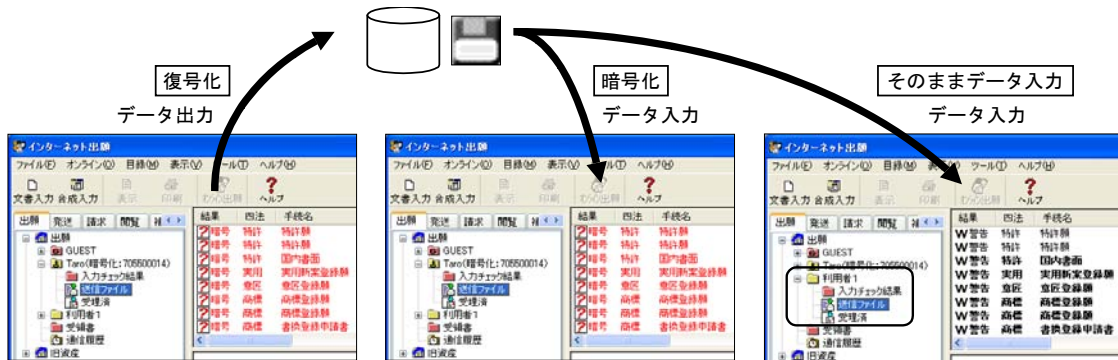 復号化
データ出力
暗号化
データ入力
そのままデータ入力
データ入力
インターネット出願
ファイル(F) オンライン(O) 目録(M) 表示(V) ール(T) ヘルプ(H)
文書入力 合成入力 表示 印刷 ひな出願 ヘルプ
出願 発送 請求 閲覧
出願
GUEST
Taro(暗号化:705500014)
入力チェック結果
送信ファイル
受理済
利用者1
受領書
通信履歴
旧資産
結果 四法 手続名
暗号 特許 特許願
暗号 特許 特許願
暗号 特許 国内書面
暗号 実用 実用新案登録願
暗号 意匠 意匠登録願
暗号 商標 商標登録願
暗号 商標 商標登録願
暗号 商標 書換登録申請書
インターネット出願
ファイル(F) オンライン(O) 目録(M) 表示(V) ル(T) ヘルプ(H)
文書入力 合成入力 表示 印刷 ヘルプ
出願 発送 請求 閲覧
出願
GUEST
Taro(暗号化:705500014)
入力チェック結果
送信ファイル
受理済
利用者1
受領書
通信履歴
旧資産
結果 四法 手続名
暗号 特許 特許願
暗号 特許 特許願
暗号 特許 国内書面
暗号 実用 実用新案登録願
暗号 意匠 意匠登録願
暗号 商標 商標登録願
暗号 商標 商標登録願
暗号 商標 書換登録申請書
インターネット出願
ファイル(F) オンライン(O) 目録(M) ツール(T) ヘルプ(H)
文書入力 合成入力 表示 印刷 ヘルプ
出願 発送 請求 閲覧
出願
GUEST
Taro(暗号化:705500014)
利用者1
入力チェック結果
送信ファイル
受理済
受領書
通信履歴
旧資産
結果 四法 手続名
W警告 特許 特許願
W警告 特許 特許願
W警告 特許 国内書面
W警告 実用 実用新案登録願
W警告 意匠 意匠登録願
W警告 商標 商標登録願
W警告 商標 商標登録願
W警告 商標 書換登録申請書